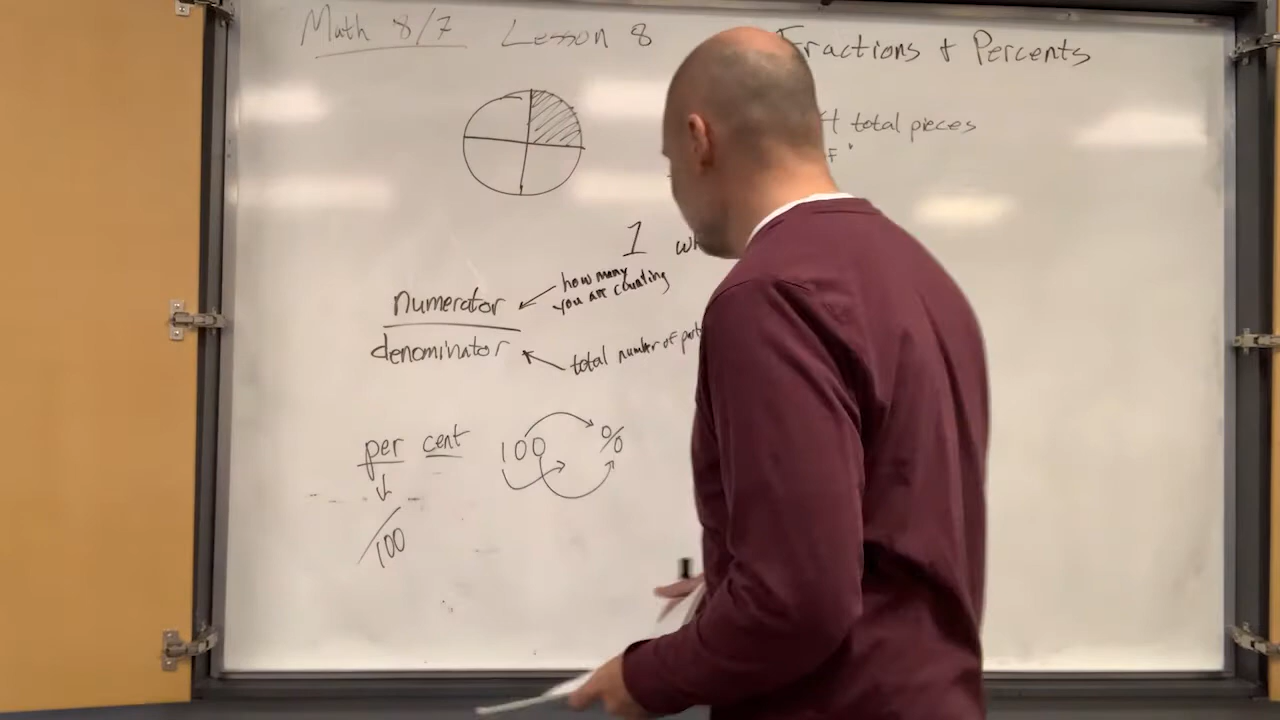 Math 8/7 Lesson 8 Fractions + Percents
4 total pieces
1
how many
you are counting
numerator
denominator
total number of
per cent 100 %
/100